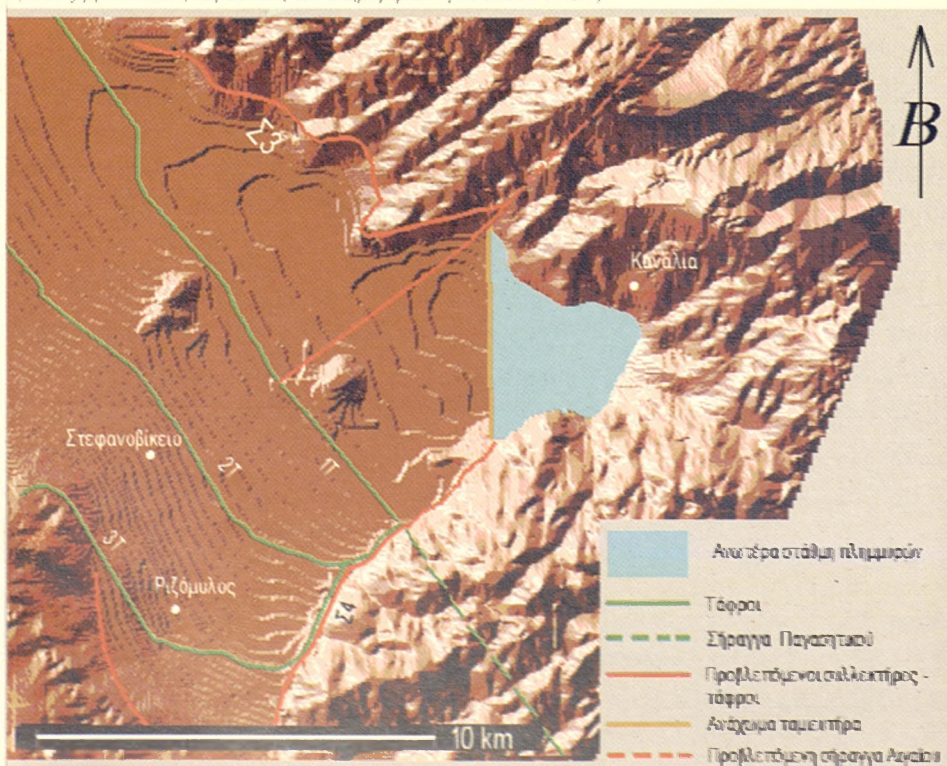 B
Σ3
Κανάλια
Στεφανοβίκειο
2Τ
1Τ
3Τ
Ριζόμυλος
Σ4
10 km
Ανωτέρα στάθμη πλημμυρών
Τάφροι
Σήραγγα Παγασητικού
Προβλεπόμενοι συλλεκτήρες -
τάφροι
Ανάχωμα ταμιευτήρα
Προβλεπόμενη σήραγγα Αιγαίου